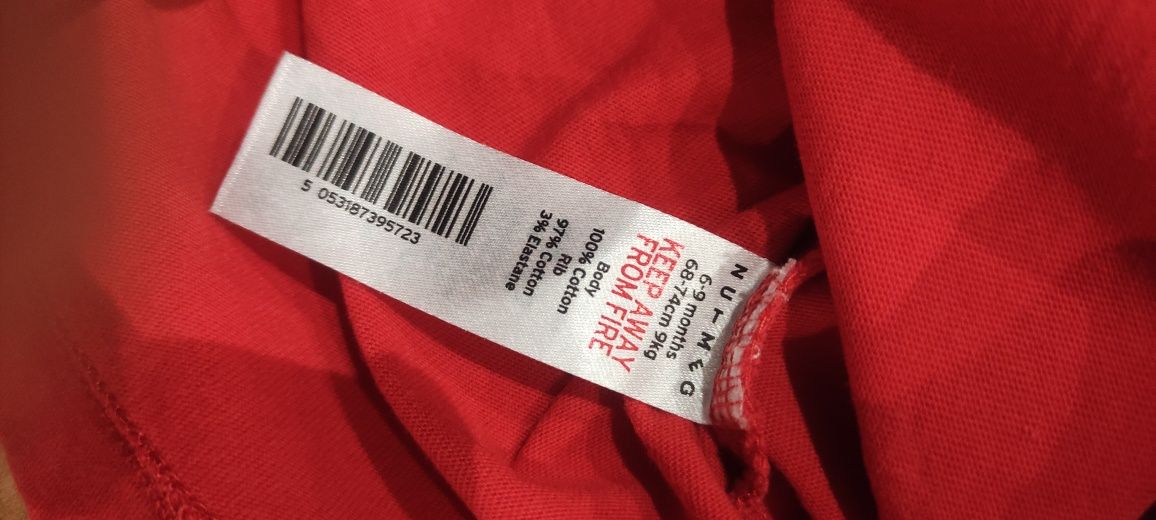 NUTMEG
6-9 months
68-74cm 9Kg
KEEP AWAY
FROM FIRE
Body
100% Cotton
Rib
97% Cotton
3% Elastane
5 053187395723